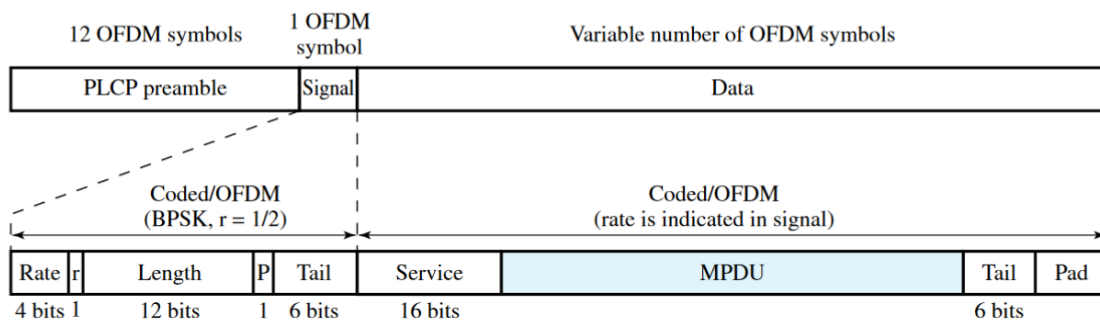 12 OFDM symbols
1 OFDM
symbol
Variable number of OFDM symbols
PLCP preamble
Signal
Data
Coded/OFDM
(BPSK, r = 1/2)
Coded/OFDM
(rate is indicated in signal)
Rate
r
Length
P
Tail
Service
MPDU
Tail
Pad
4 bits
1
12 bits
1
6 bits
16 bits
6 bits